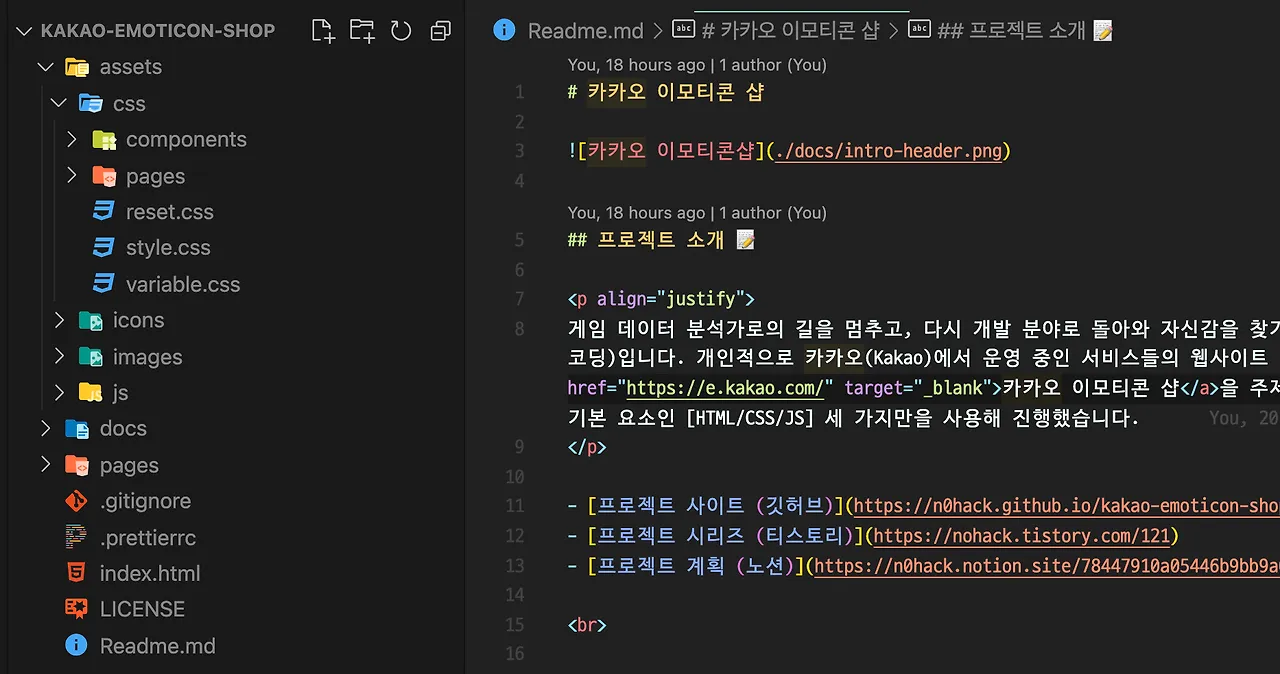 KAKAO-EMOTICON-SHOP
assets
css
components
pages
reset.css
style.css
variable.css
icons
images
js
docs
pages
.gitignore
.prettierrc
index.html
LICENSE
Readme.md
Readme.md > # 카카오 이모티콘 샵 > ## 프로젝트 소개 📝
You, 18 hours ago | 1 author (You)
1 # 카카오 이모티콘 샵
2
3 ![카카오 이모티콘샵](./docs/intro-header.png)
4
You, 18 hours ago | 1 author (You)
5 ## 프로젝트 소개 📝
6
7 <p align="justify">
8 게임 데이터 분석가로의 길을 멈추고, 다시 개발 분야로 돌아와 자신감을 찾기
코딩)입니다. 개인적으로 카카오(Kakao)에서 운영 중인 서비스들의 웹사이트
href="https://e.kakao.com/" target="_blank">카카오 이모티콘 샵</a>을 주제
기본 요소인 [HTML/CSS/JS] 세 가지만을 사용해 진행했습니다. You, 20
9 </p>
10
11 - [프로젝트 사이트 (깃허브)](https://n0hack.github.io/kakao-emoticon-sho
12 - [프로젝트 시리즈 (티스토리)](https://nohack.tistory.com/121)
13 - [프로젝트 계획 (노션)](https://n0hack.notion.site/78447910a05446b9bb9a
14
15 <br>
16